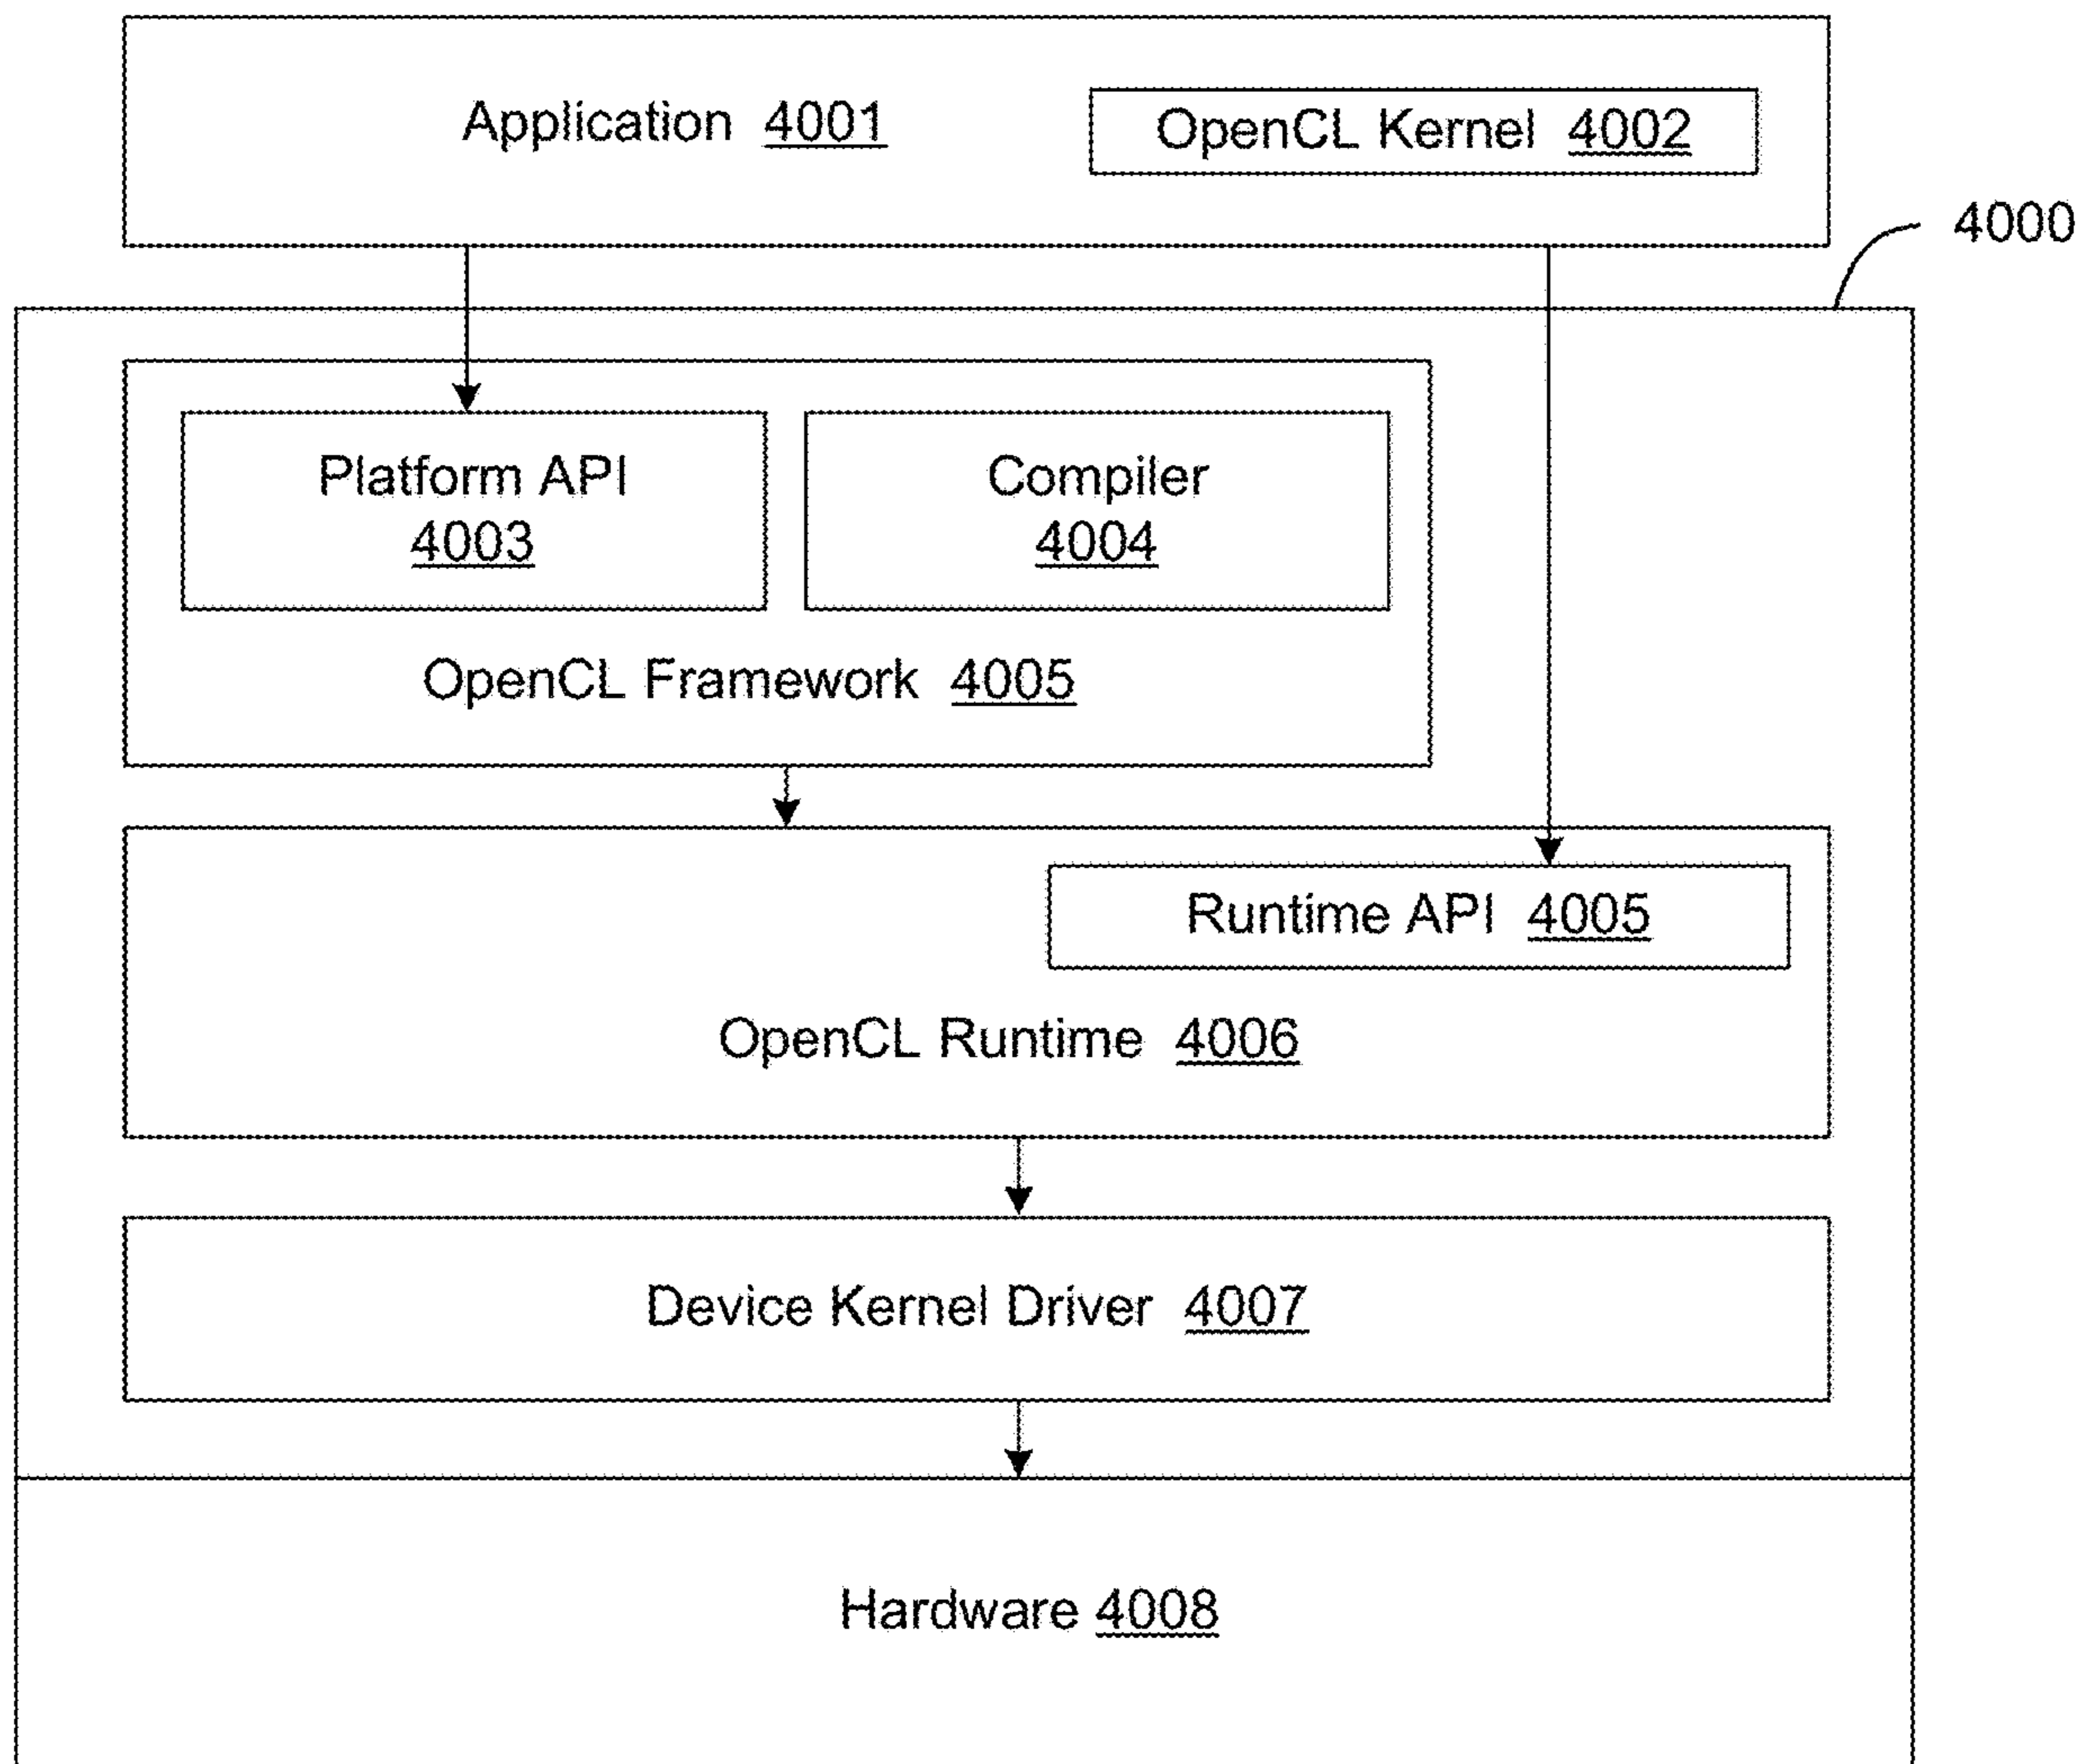 Application 4001
OpenCL Kernel 4002
4000
Platform API
4003
Compiler
4004
OpenCL Framework 4005
Runtime API 4005
OpenCL Runtime 4006
Device Kernel Driver 4007
Hardware 4008